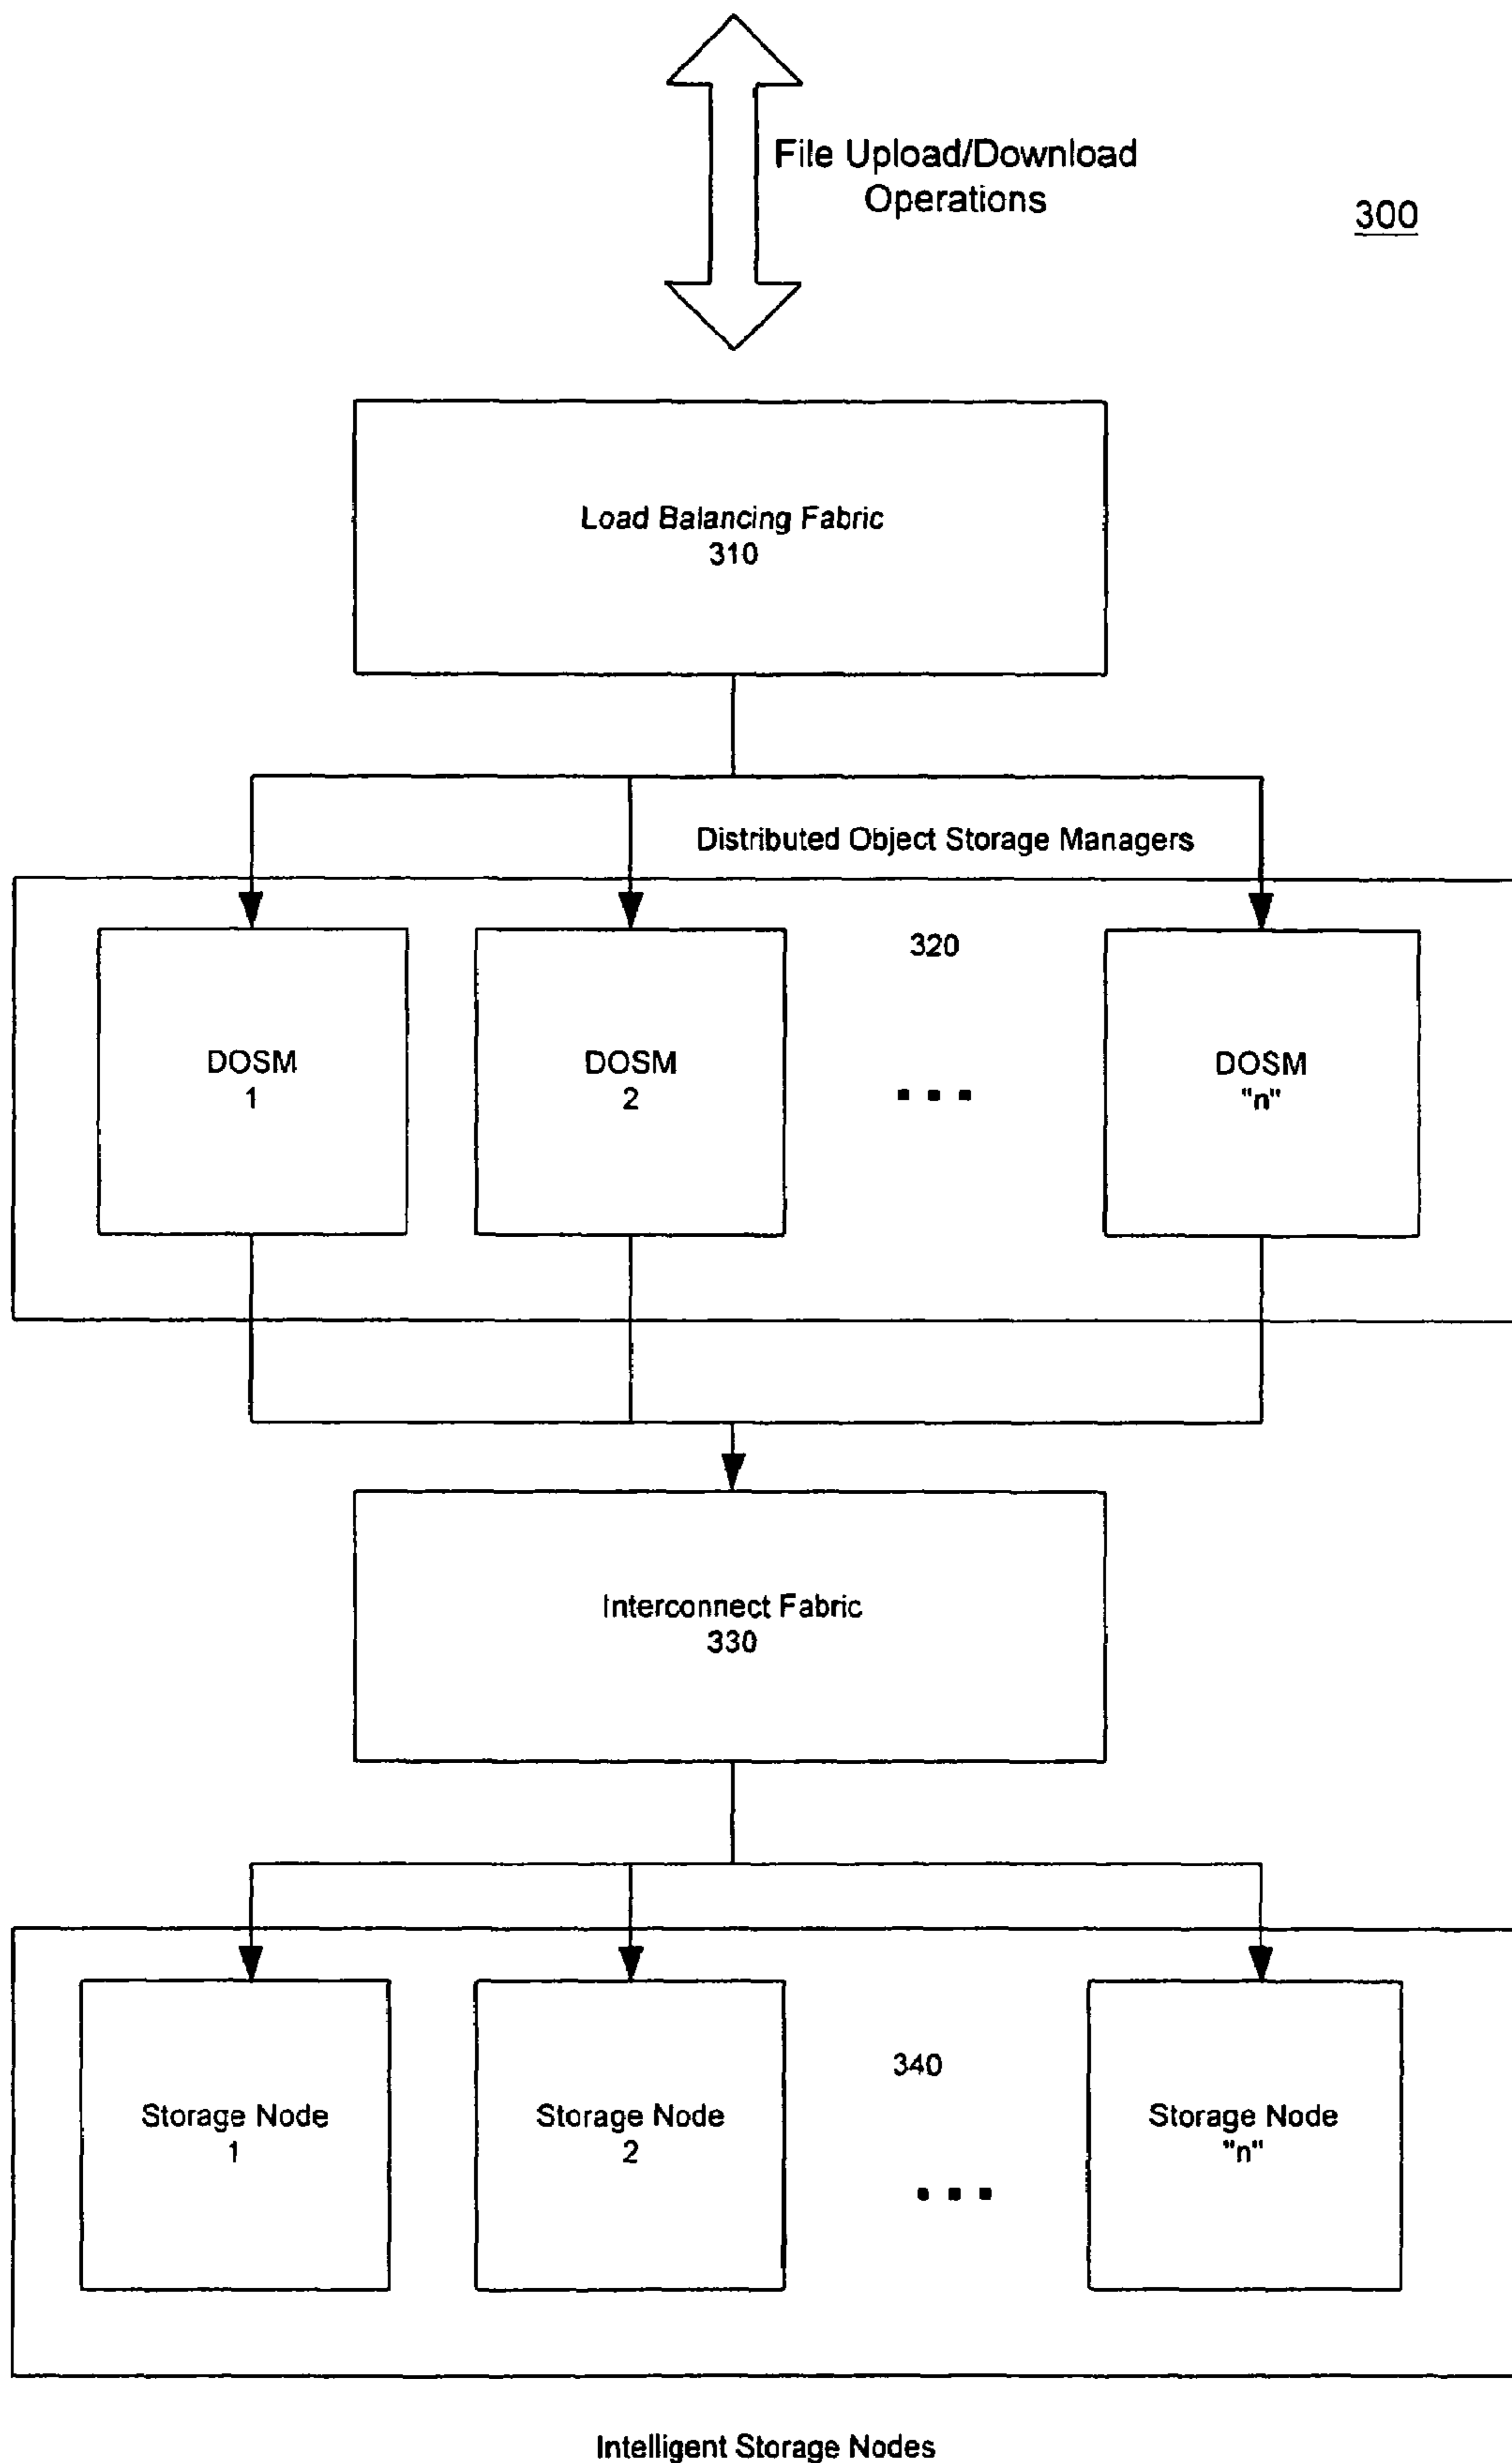 File Upload/Download
Operations
300
Load Balancing Fabric
310
Distributed Object Storage Managers
320
DOSM
1
DOSM
2
DOSM
"n"
Interconnect Fabric
330
340
Storage Node
1
Storage Node
2
Storage Node
"n"
Intelligent Storage Nodes